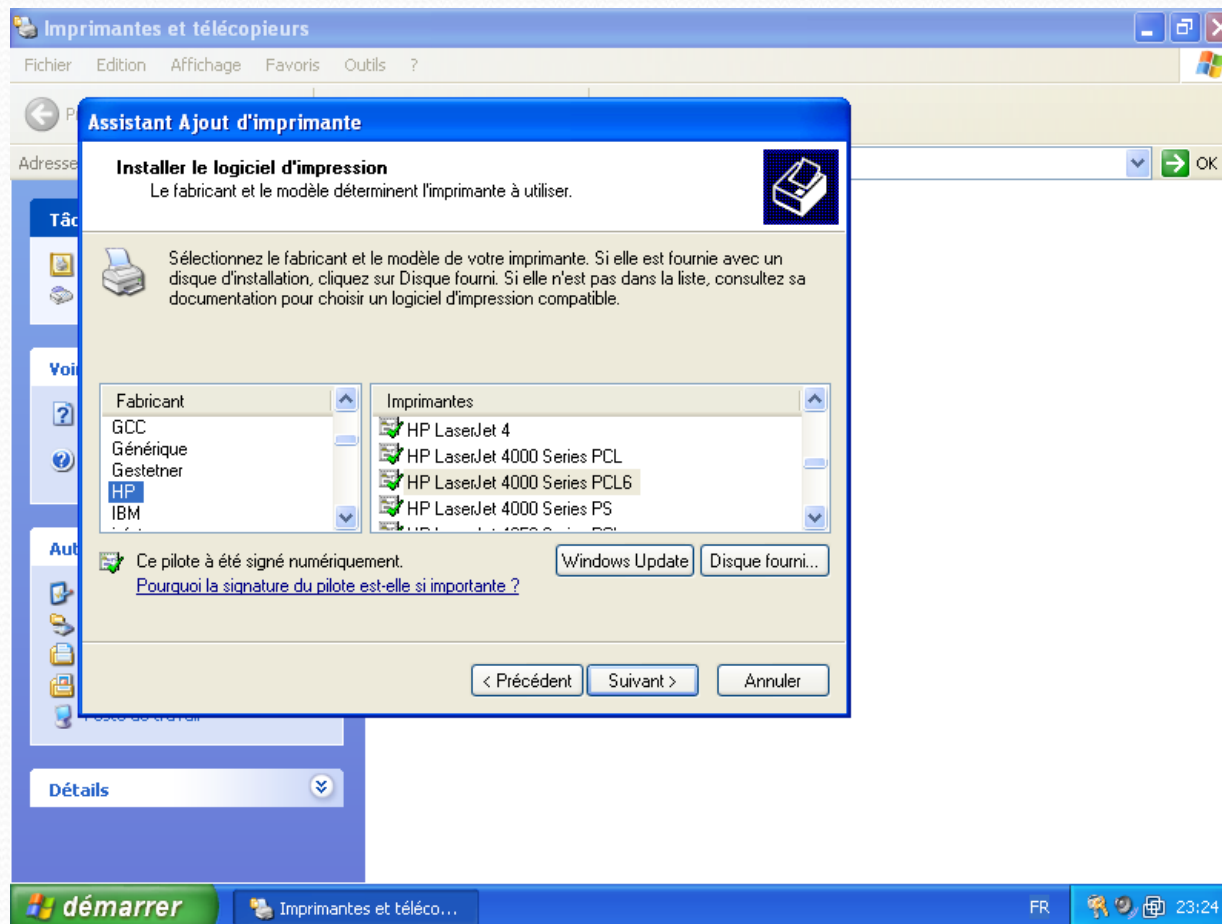 Imprimantes et télécopieurs
Fichier Edition Affichage Favoris Outils ?
Adresse
OK
Assistant Ajout d'imprimante
Installer le logiciel d'impression
Le fabricant et le modèle déterminent l'imprimante à utiliser.
Sélectionnez le fabricant et le modèle de votre imprimante. Si elle est fournie avec un
disque d'installation, cliquez sur Disque fourni. Si elle n'est pas dans la liste, consultez sa
documentation pour choisir un logiciel d'impression compatible.
Fabricant
GCC
Générique
Gestetner
HP
IBM
Imprimantes
HP LaserJet 4
HP LaserJet 4000 Series PCL
HP LaserJet 4000 Series PCL6
HP LaserJet 4000 Series PS
Ce pilote à été signé numériquement.
Pourquoi la signature du pilote est-elle si importante ?
Windows Update
Disque fourni...
< Précédent
Suivant >
Annuler
Tâc
Voi
Aut
Détails
démarrer
Imprimantes et téléco...
FR
23:24